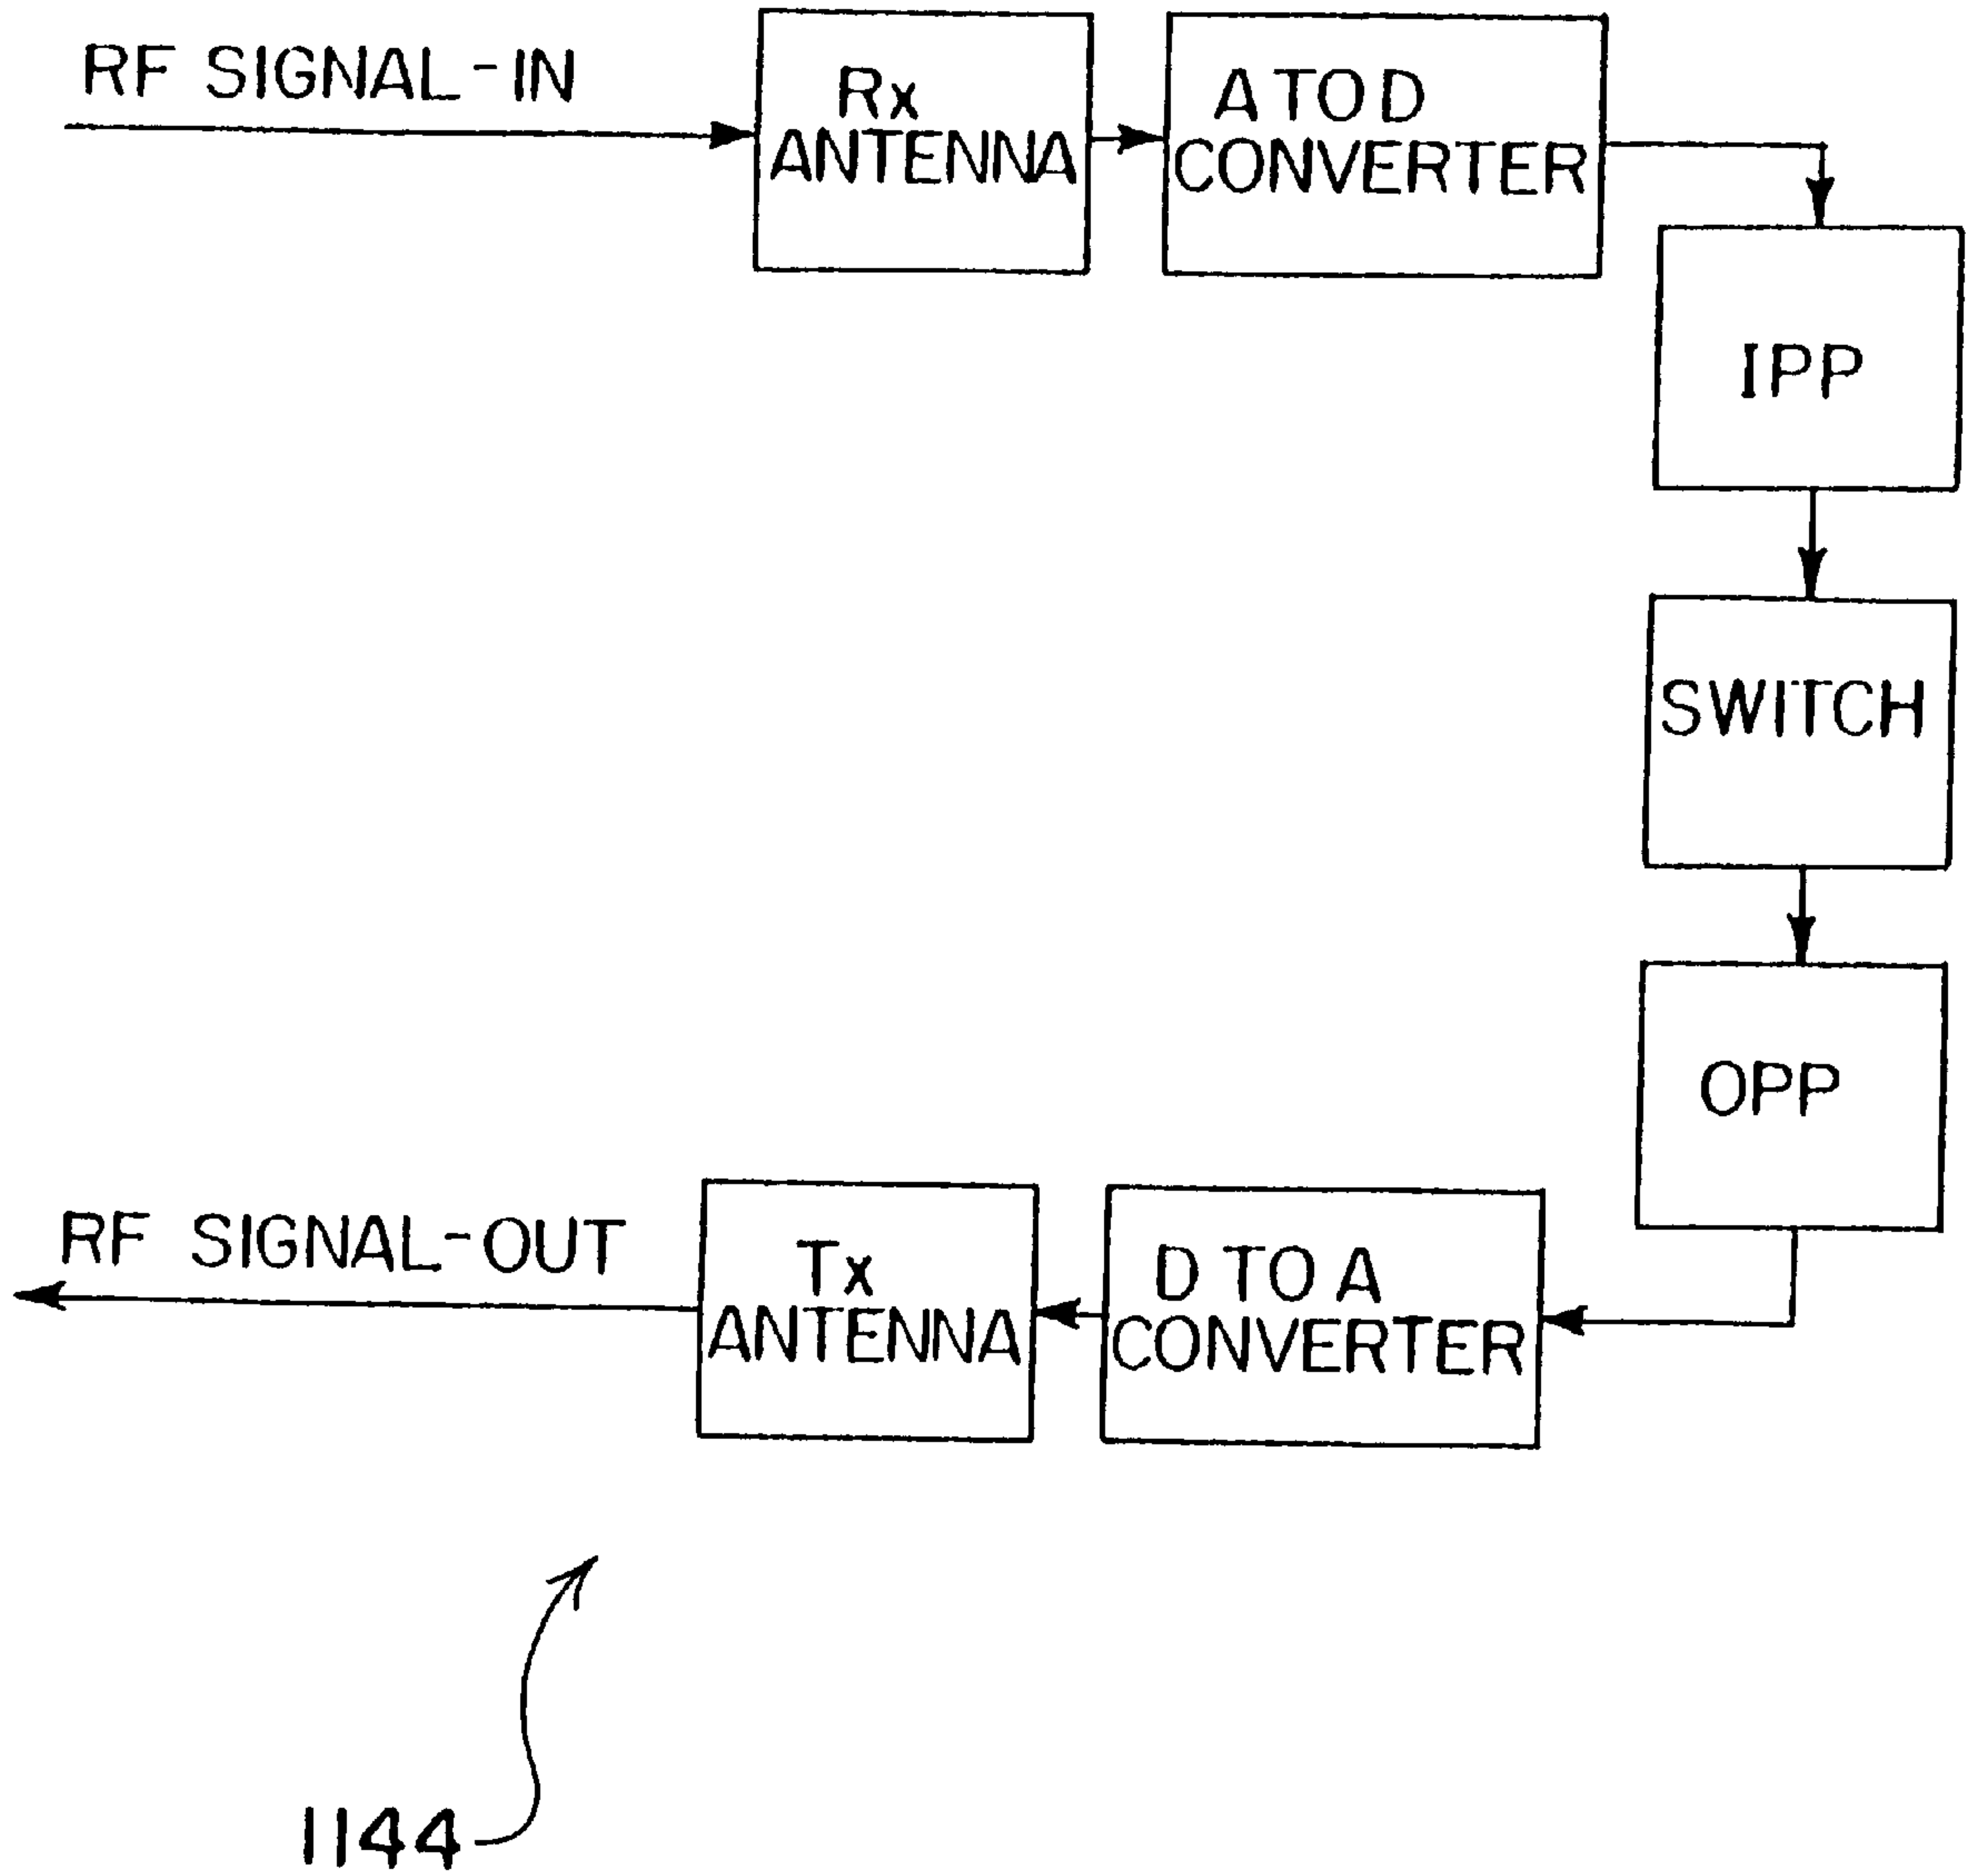 RF SIGNAL-IN
Rx
ANTENNA
A TO D
CONVERTER
IPP
SWITCH
OPP
D TO A
CONVERTER
Tx
ANTENNA
RF SIGNAL-OUT
1144